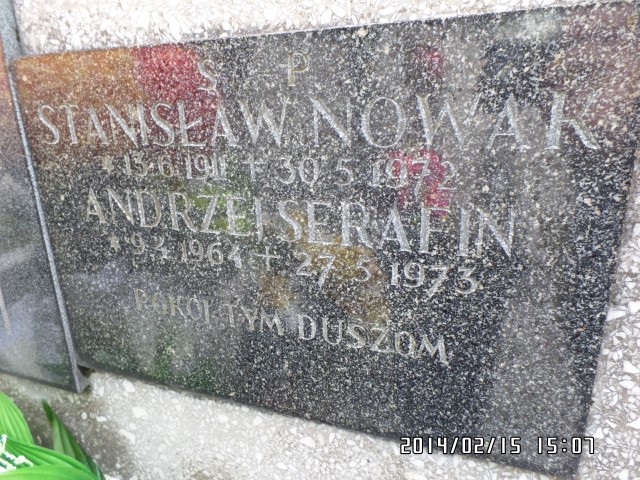 Ś P
STANISŁAW NOWAK
* 13·6·1911 + 30·5·1972
ANDRZEJ SERAFIN
* 9·4·1964 + 27·5·1973
POKÓJ TYM DUSZOM
2014/02/15 15:07